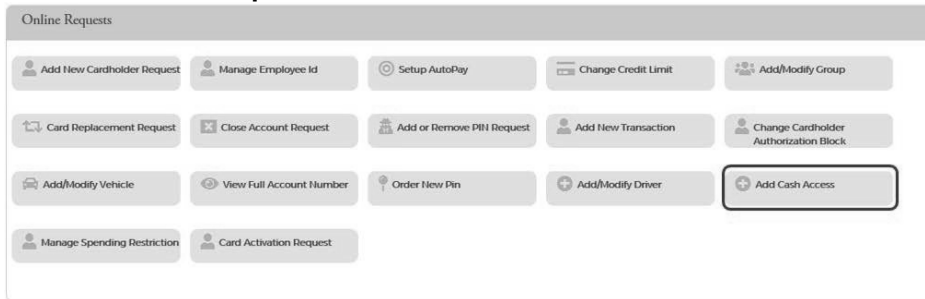 Online Requests
Add New Cardholder Request
Manage Employee Id
Setup AutoPay
Change Credit Limit
Add/Modify Group
Card Replacement Request
Close Account Request
Add or Remove PIN Request
Add New Transaction
Change Cardholder
Authorization Block
Add/Modify Vehicle
View Full Account Number
Order New Pin
Add/Modify Driver
Add Cash Access
Manage Spending Restriction
Card Activation Request